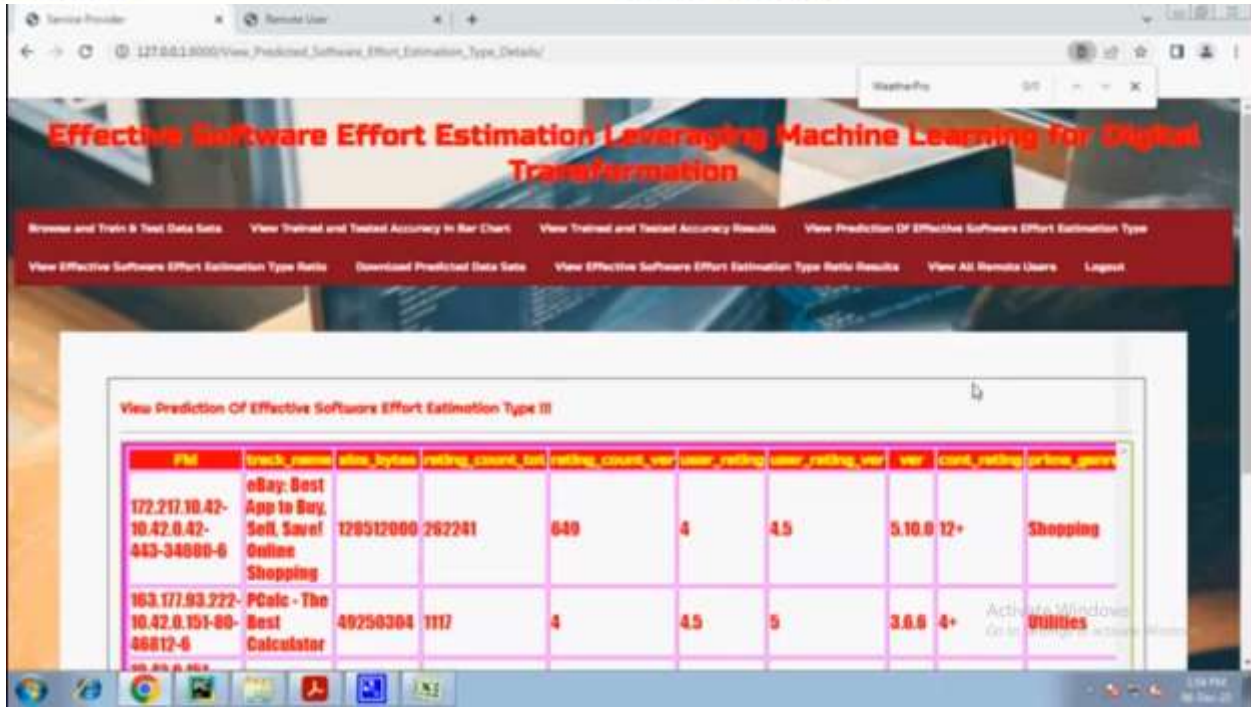 Service Provider
Remote User
127.0.0.1:8000/View_Predicted_Software_Effort_Estimation_Type_Details/
WeatherPro
0/0
Effective Software Effort Estimation Leveraging Machine Learning for Digital
Transformation
Browse and Train & Test Data Sets View Trained and Tested Accuracy in Bar Chart View Trained and Tested Accuracy Results View Prediction Of Effective Software Effort Estimation Type
View Effective Software Effort Estimation Type Ratio Download Predicted Data Sets View Effective Software Effort Estimation Type Ratio Results View All Remote Users Logout
View Prediction Of Effective Software Effort Estimation Type !!!
track_name size_bytes rating_count_tot rating_count_ver user_rating user_rating_ver ver cont_rating prime_genre
172.217.10.42-
10.42.0.42-
443-34880-6
eBay: Best
App to Buy,
Sell, Save!
Online
Shopping
128512000 262241 649 4 4.5 5.10.0 12+ Shopping
163.177.93.222-
10.42.0.151-80-
46812-6
PCalc - The
Best
Calculator
49250304 1117 4 4.5 5 3.6.6 4+ Utilities
Activate Windows